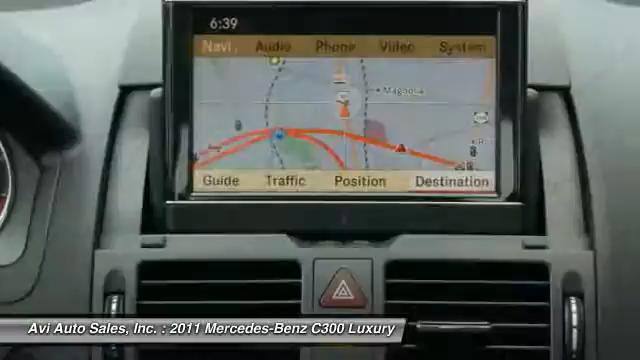 6:39
Navi Audio Phone Video System
Magnolia
Guide Traffic Position Destination
Avi Auto Sales, Inc. : 2011 Mercedes-Benz C300 Luxury